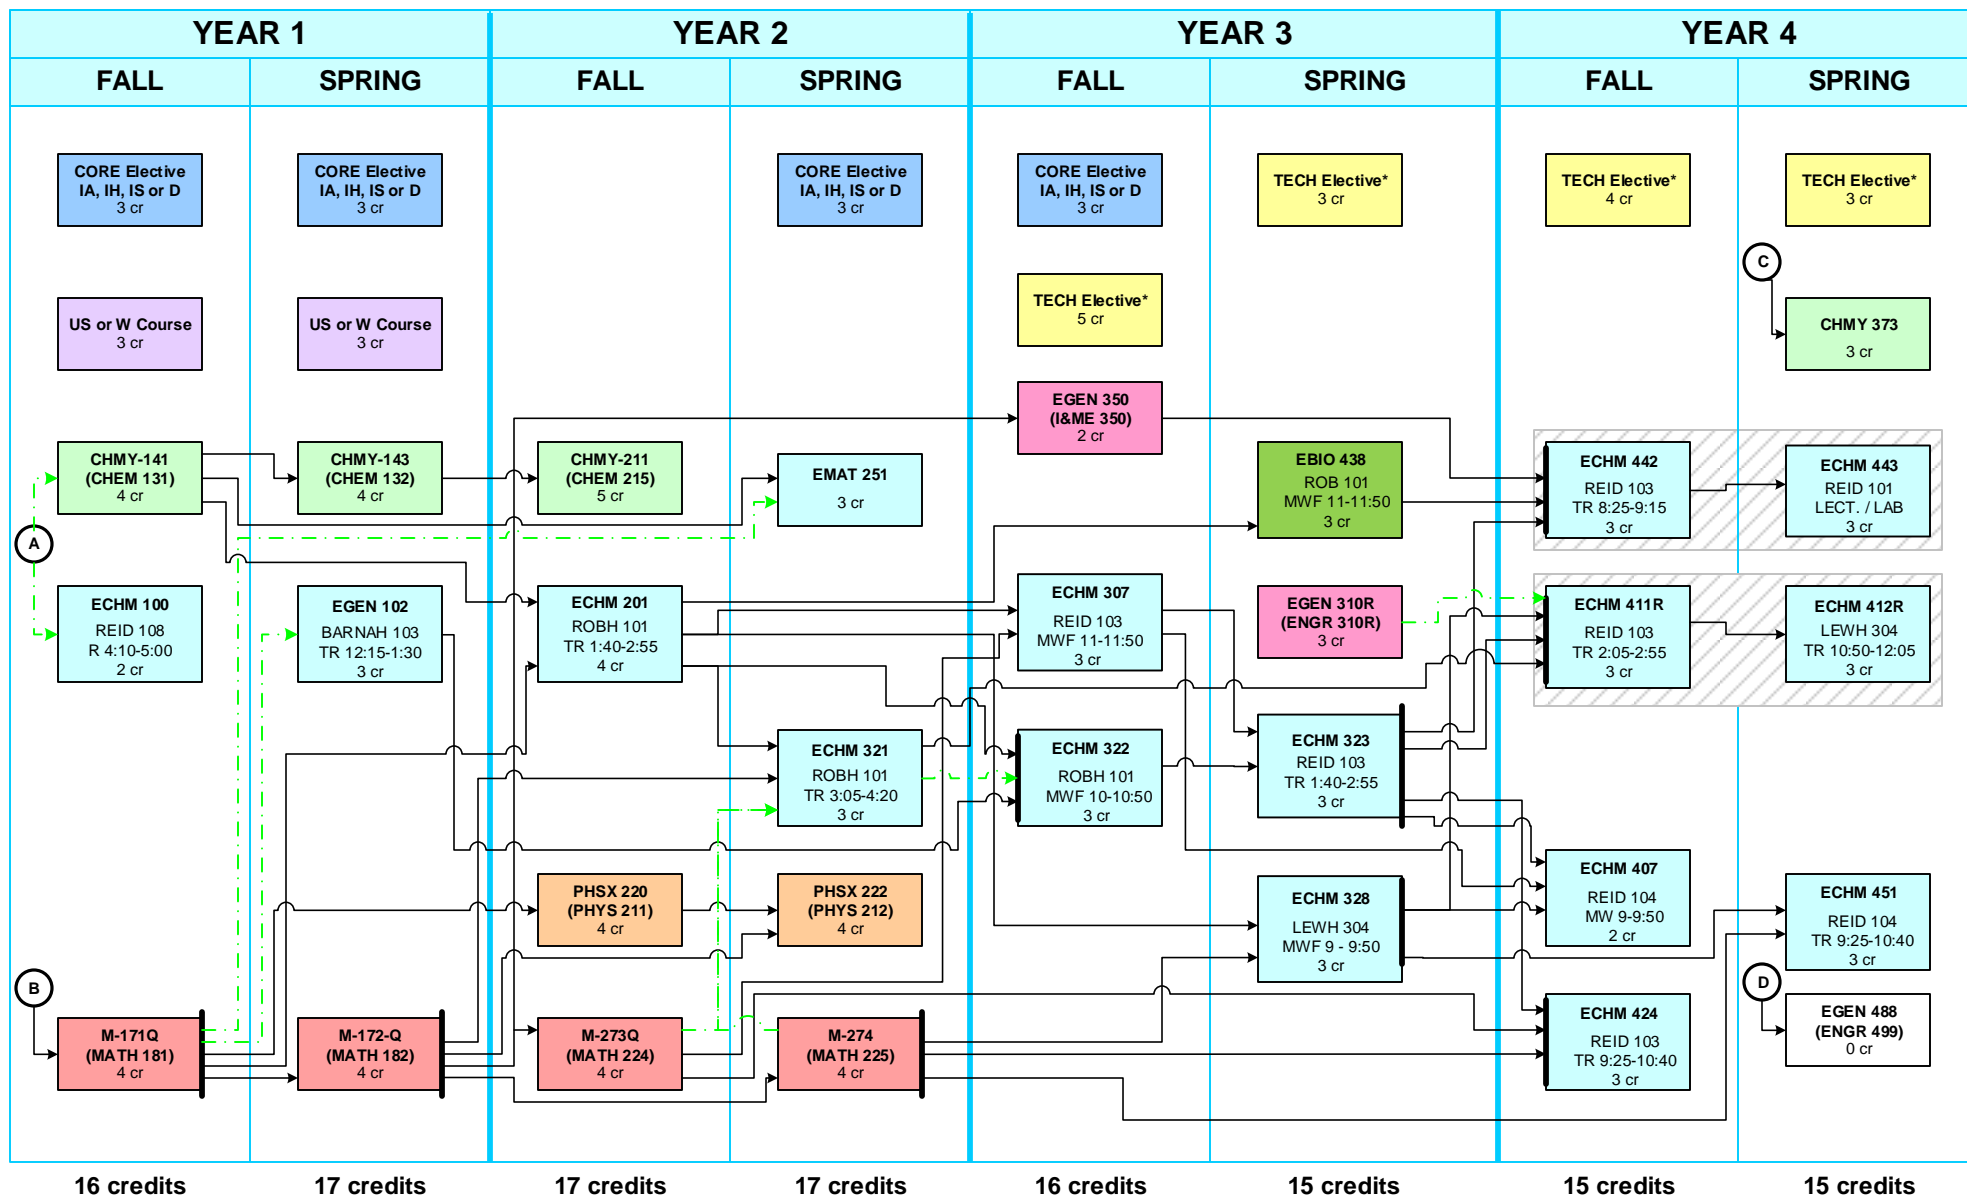 YEAR 1
YEAR 2
YEAR 3
YEAR 4
FALL
SPRING
FALL
SPRING
FALL
SPRING
FALL
SPRING
CORE Elective
IA, IH, IS or D
3 cr
CORE Elective
IA, IH, IS or D
3 cr
CORE Elective
IA, IH, IS or D
3 cr
CORE Elective
IA, IH, IS or D
3 cr
TECH Elective*
3 cr
TECH Elective*
4 cr
TECH Elective*
3 cr
C
US or W Course
3 cr
US or W Course
3 cr
TECH Elective*
5 cr
CHMY 373
3 cr
EGEN 350
(I&ME 350)
2 cr
CHMY-141
(CHEM 131)
4 cr
CHMY-143
(CHEM 132)
4 cr
CHMY-211
(CHEM 215)
5 cr
EMAT 251
3 cr
EBIO 438
ROB 101
MWF 11-11:50
3 cr
ECHM 442
REID 103
TR 8:25-9:15
3 cr
ECHM 443
REID 101
LECT. / LAB
3 cr
A
ECHM 100
REID 108
R 4:10-5:00
2 cr
EGEN 102
BARNAH 103
TR 12:15-1:30
3 cr
ECHM 201
ROBH 101
TR 1:40-2:55
4 cr
ECHM 307
REID 103
MWF 11-11:50
3 cr
EGEN 310R
(ENGR 310R)
3 cr
ECHM 411R
REID 103
TR 2:05-2:55
3 cr
ECHM 412R
LEWH 304
TR 10:50-12:05
3 cr
ECHM 321
ROBH 101
TR 3:05-4:20
3 cr
ECHM 322
ROBH 101
MWF 10-10:50
3 cr
ECHM 323
REID 103
TR 1:40-2:55
3 cr
ECHM 407
REID 104
MW 9-9:50
2 cr
PHSX 220
(PHYS 211)
4 cr
PHSX 222
(PHYS 212)
4 cr
ECHM 328
LEWH 304
MWF 9 - 9:50
3 cr
ECHM 451
REID 104
TR 9:25-10:40
3 cr
B
D
M-171Q
(MATH 181)
4 cr
M-172-Q
(MATH 182)
4 cr
M-273Q
(MATH 224)
4 cr
M-274
(MATH 225)
4 cr
ECHM 424
REID 103
TR 9:25-10:40
3 cr
EGEN 488
(ENGR 499)
0 cr
16 credits
17 credits
17 credits
17 credits
16 credits
15 credits
15 credits
15 credits